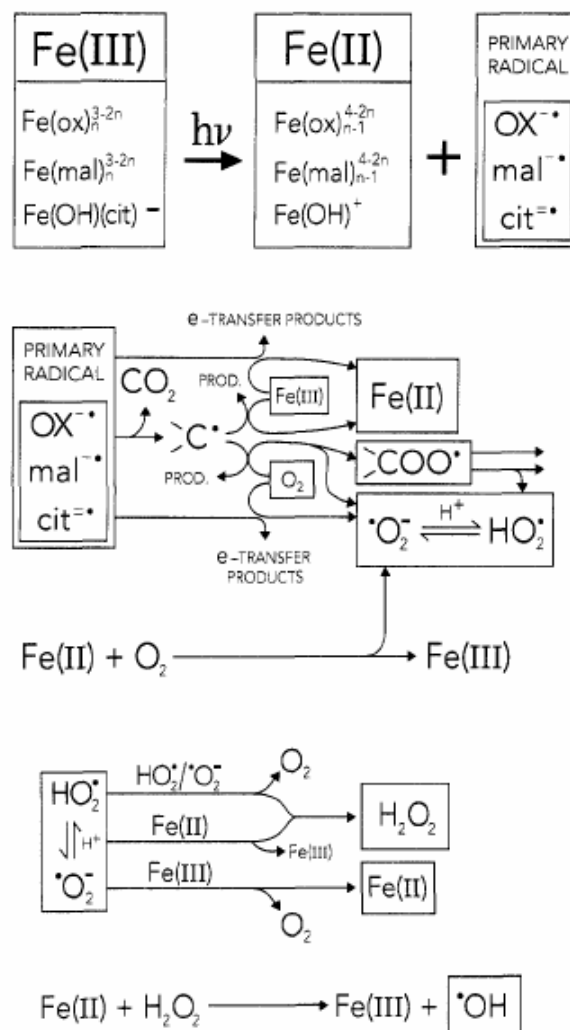 Fe(III)
Fe(ox)ₙ³⁻²ⁿ
Fe(mal)ₙ³⁻²ⁿ
Fe(OH)(cit)⁻
hν
Fe(II)
Fe(ox)ₙ₋₁⁴⁻²ⁿ
Fe(mal)ₙ₋₁⁴⁻²ⁿ
Fe(OH)⁺
+
PRIMARY
RADICAL
OX⁻•
mal⁻•
cit⁼•
e-TRANSFER PRODUCTS
PRIMARY
RADICAL
OX⁻•
mal⁻•
cit⁼•
CO₂
>C•
PROD.
Fe(III)
Fe(II)
PROD.
O₂
>COO•
•O₂⁻ ⇌ HO₂•
H⁺
e-TRANSFER
PRODUCTS
Fe(II) + O₂ → Fe(III)
HO₂•
H⁺
•O₂⁻
HO₂•/•O₂⁻
O₂
Fe(II)
Fe(III)
H₂O₂
Fe(III)
Fe(II)
O₂
Fe(II) + H₂O₂ → Fe(III) + •OH